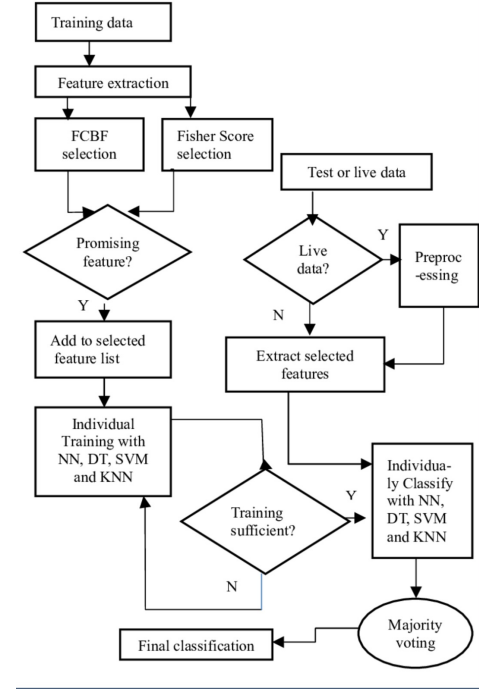 Training data
Feature extraction
FCBF
selection
Fisher Score
selection
Test or live data
Promising
feature?
Live
data?
Y
Preproc
-essing
Y
N
Add to selected
feature list
Extract selected
features
Individual
Training with
NN, DT, SVM
and KNN
Individua-
ly Classify
with NN,
DT, SVM
and KNN
Training
sufficient?
Y
N
Majority
voting
Final classification